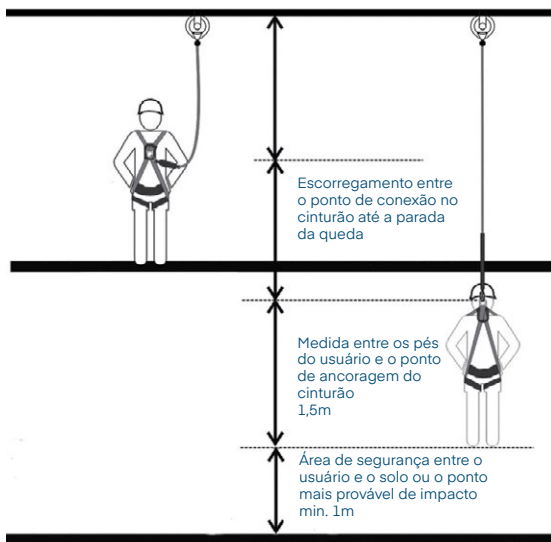 Escorregamento entre
o ponto de conexão no
cinturão até a parada
da queda
Medida entre os pés
do usuário e o ponto
de ancoragem do
cinturão
1,5m
Área de segurança entre o
usuário e o solo ou o ponto
mais provável de impacto
min. 1m